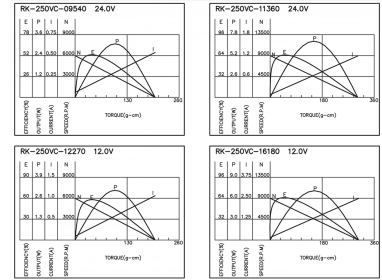 RK-250VC-09540 24.0V
E P I N
78 3.6 0.75 9000
52 2.4 0.50 6000
26 1.2 0.25 3000
N E P I
130 260
TORQUE(g-cm)
EFFICIENCY(%)
OUTPUT(W)
CURRENT(A)
SPEED(R.P.M)
RK-250VC-11360 24.0V
E P I N
78 7.8 1.8 13500
52 5.2 1.2 9000
26 2.6 0.6 4500
N E P I
180 360
TORQUE(g-cm)
EFFICIENCY(%)
OUTPUT(W)
CURRENT(A)
SPEED(R.P.M)
RK-250VC-12270 12.0V
E P I N
90 3.9 1.5 9000
60 2.6 1.0 6000
30 1.3 0.5 3000
N E P I
130 260
TORQUE(g-cm)
EFFICIENCY(%)
OUTPUT(W)
CURRENT(A)
SPEED(R.P.M)
RK-250VC-16180 12.0V
E P I N
96 9.0 3.75 13500
64 6.0 2.50 9000
32 3.0 1.25 4500
N E P I
180 360
TORQUE(g-cm)
EFFICIENCY(%)
OUTPUT(W)
CURRENT(A)
SPEED(R.P.M)